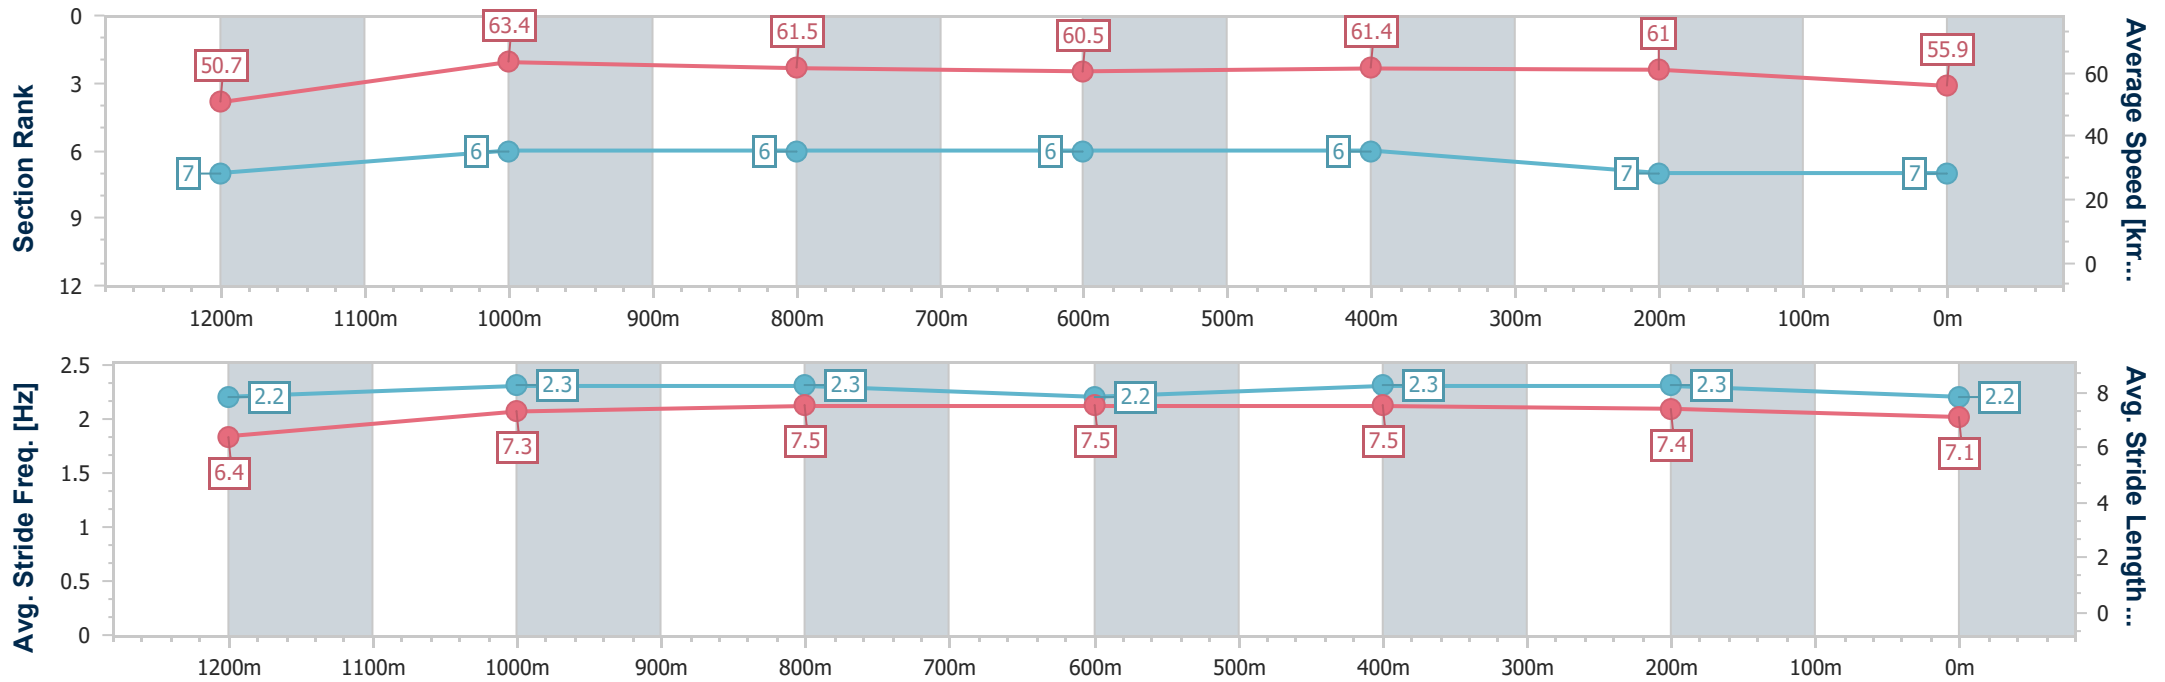 Section Rank
0
3
6
9
12
50.7
63.4
61.5
60.5
61.4
61
55.9
7
6
6
6
6
7
7
Average Speed [km...
60
40
20
0
1200m
1100m
1000m
900m
800m
700m
600m
500m
400m
300m
200m
100m
0m
Avg. Stride Freq. [Hz]
2.5
2
1.5
1
0.5
0
2.2
2.3
2.3
2.2
2.3
2.3
2.2
6.4
7.3
7.5
7.5
7.5
7.4
7.1
Avg. Stride Length ...
8
6
4
2
0
1200m
1100m
1000m
900m
800m
700m
600m
500m
400m
300m
200m
100m
0m